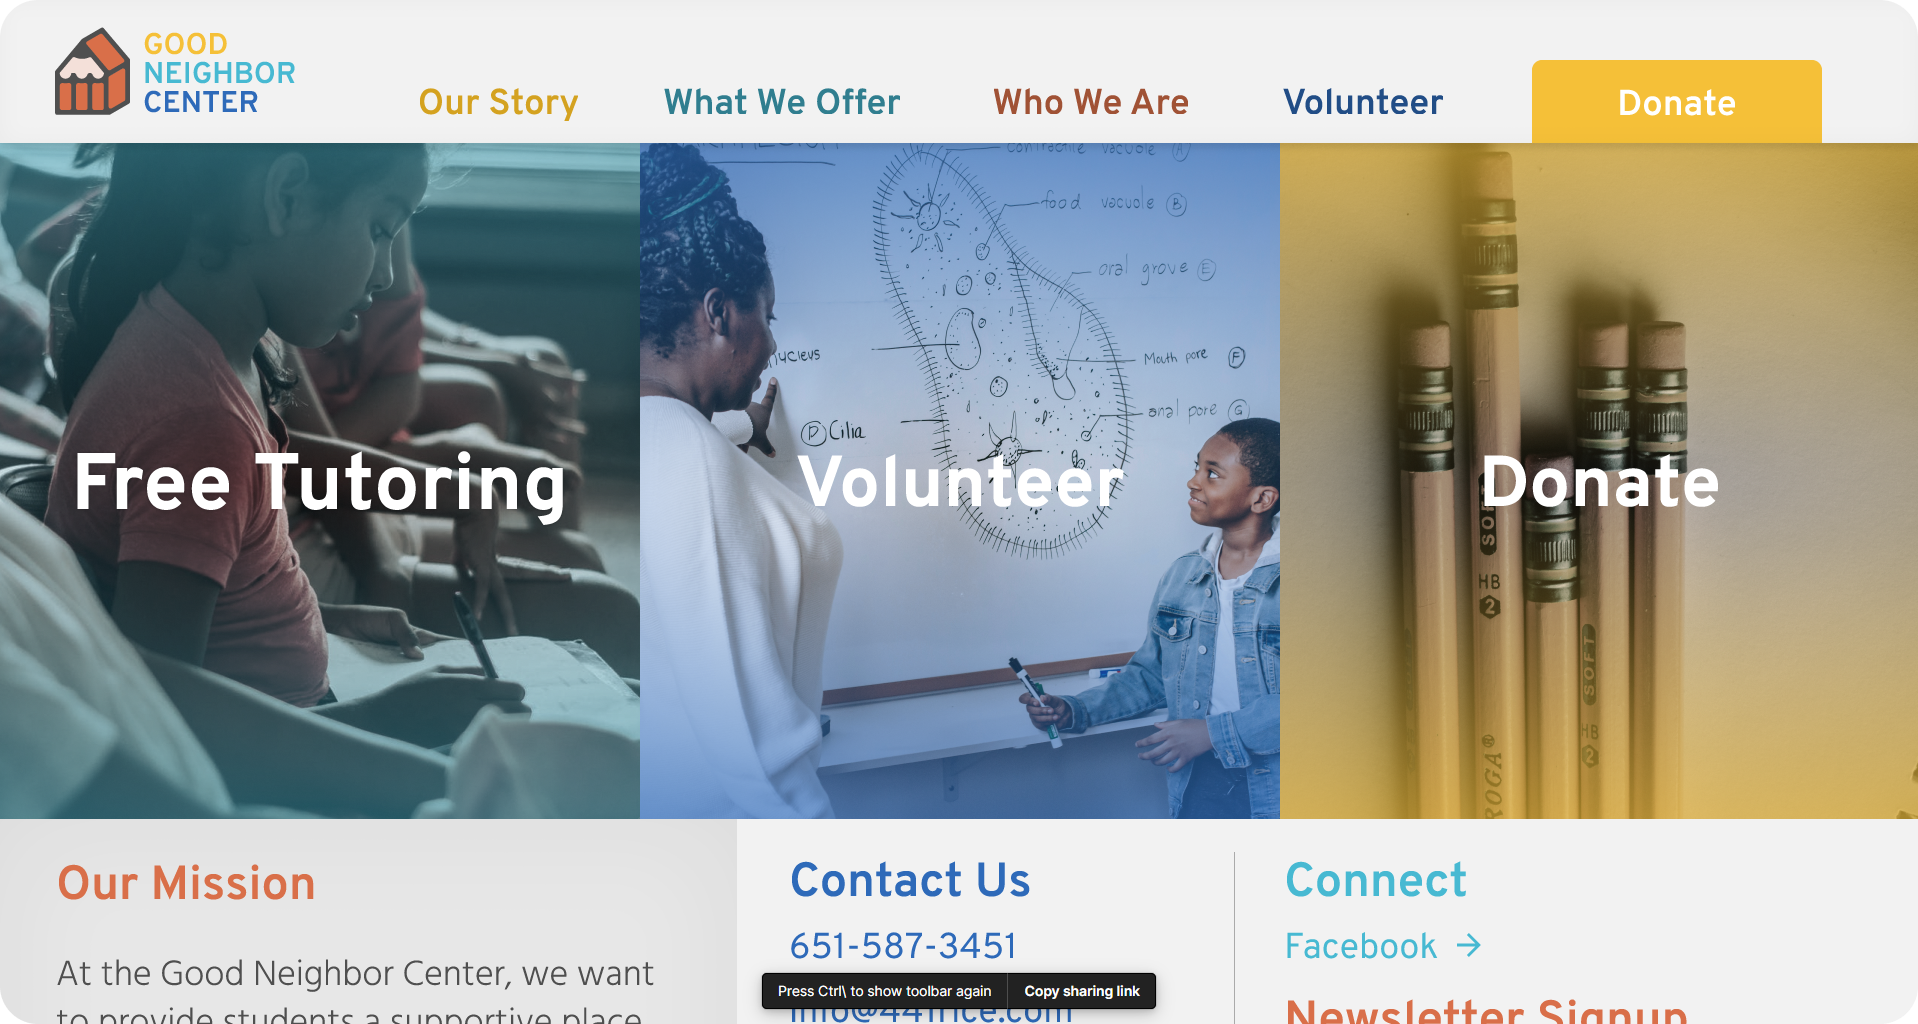 GOOD
NEIGHBOR
CENTER
Our Story
What We Offer
Who We Are
Volunteer
Donate
contractile vacuole A
food vacuole B
oral grove E
Mouth pore F
anal pore G
D Cilia
Free Tutoring
Volunteer
Donate
SOFT
HB
2
SOFT
HB
2
Our Mission
At the Good Neighbor Center, we want
to provide students a supportive place
Contact Us
651-587-3451
Press Ctrl\ to show toolbar again
Copy sharing link
Connect
Facebook →
Newsletter Signup